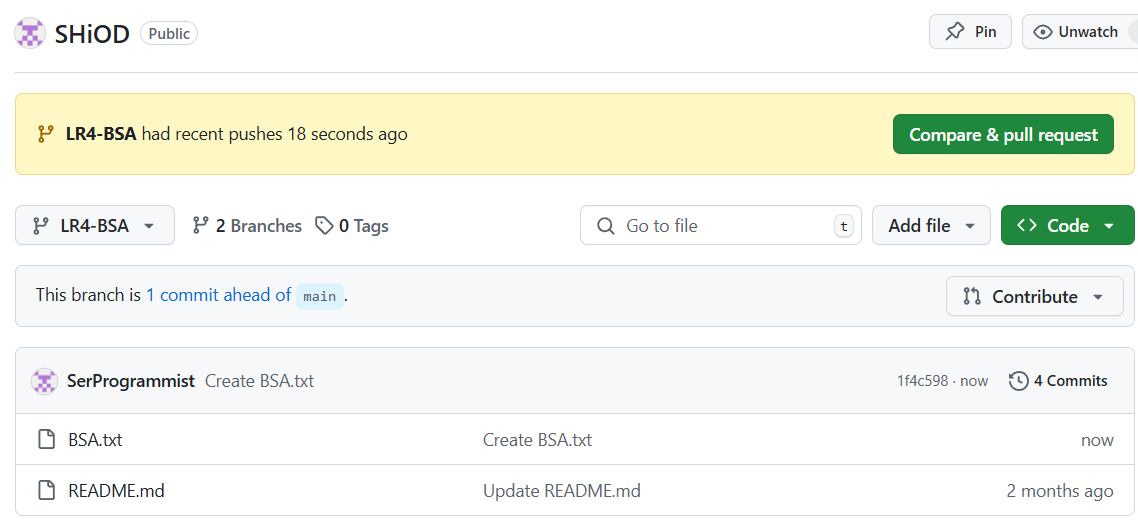 SHiOD Public Pin Unwatch
LR4-BSA had recent pushes 18 seconds ago Compare & pull request
LR4-BSA 2 Branches 0 Tags Go to file t Add file Code
This branch is 1 commit ahead of main . Contribute
SerProgrammist Create BSA.txt 1f4c598 · now 4 Commits
BSA.txt Create BSA.txt now
README.md Update README.md 2 months ago